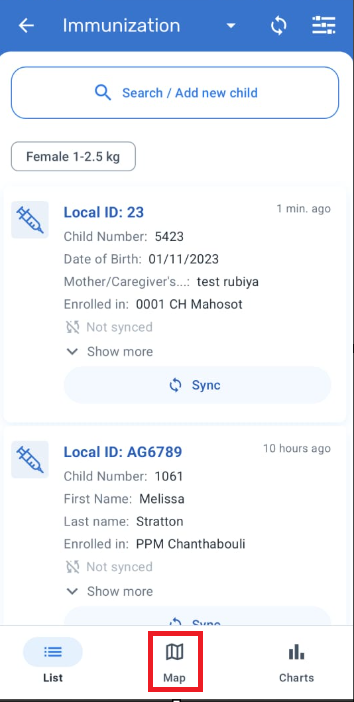 Immunization
Search / Add new child
Female 1-2.5 kg
Local ID: 23
1 min. ago
Child Number: 5423
Date of Birth: 01/11/2023
Mother/Caregiver's...: test rubiya
Enrolled in: 0001 CH Mahosot
Not synced
Show more
Sync
Local ID: AG6789
10 hours ago
Child Number: 1061
First Name: Melissa
Last name: Stratton
Enrolled in: PPM Chanthabouli
Not synced
Show more
Sync
List
Map
Charts